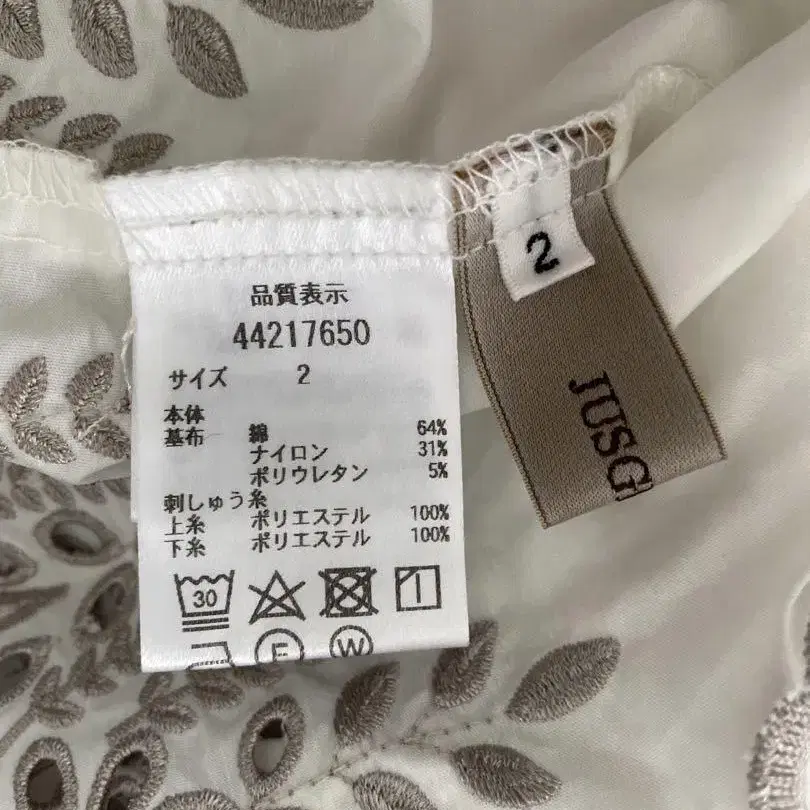 品質表示
44217650
サイズ 2
本体
基布 綿 64%
ナイロン 31%
ポリウレタン 5%
刺しゅう糸
上糸 ポリエステル 100%
下糸 ポリエステル 100%
30
W
2
JUSG